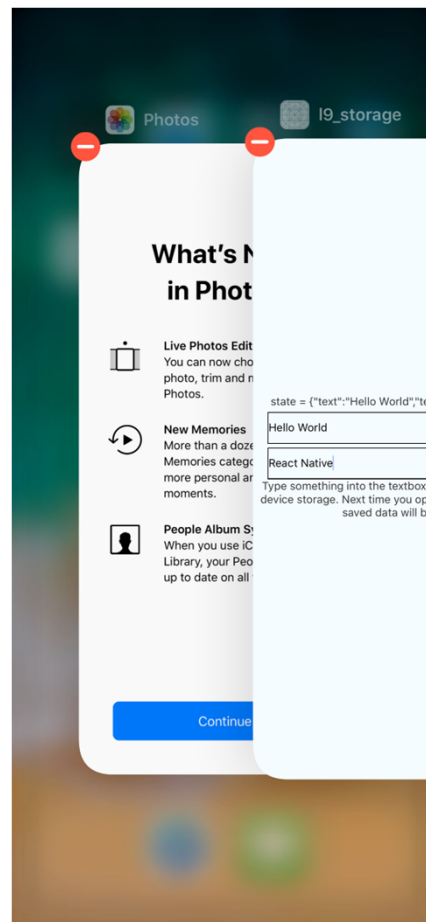 Photos
l9_storage
What's N
in Phot
Live Photos Edit
You can now cho
photo, trim and m
Photos.
New Memories
More than a doze
Memories catego
more personal an
moments.
People Album Sy
When you use iC
Library, your Peo
up to date on all
Continue
state = {"text":"Hello World","te
Hello World
React Native
Type something into the textbox
device storage. Next time you op
saved data will b